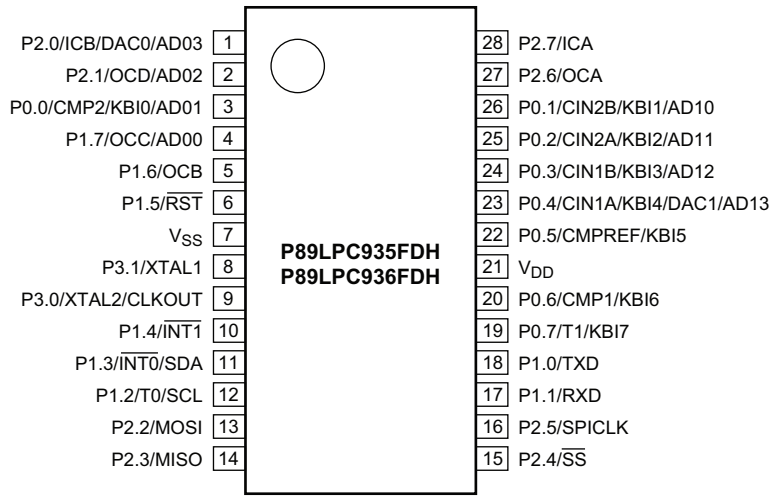 P2.0/ICB/DAC0/AD03 1
P2.1/OCD/AD02 2
P0.0/CMP2/KBI0/AD01 3
P1.7/OCC/AD00 4
P1.6/OCB 5
P1.5/R̅S̅T̅ 6
VSS 7
P3.1/XTAL1 8
P3.0/XTAL2/CLKOUT 9
P1.4/I̅N̅T̅1̅ 10
P1.3/I̅N̅T̅0̅/SDA 11
P1.2/T0/SCL 12
P2.2/MOSI 13
P2.3/MISO 14
P89LPC935FDH
P89LPC936FDH
28 P2.7/ICA
27 P2.6/OCA
26 P0.1/CIN2B/KBI1/AD10
25 P0.2/CIN2A/KBI2/AD11
24 P0.3/CIN1B/KBI3/AD12
23 P0.4/CIN1A/KBI4/DAC1/AD13
22 P0.5/CMPREF/KBI5
21 VDD
20 P0.6/CMP1/KBI6
19 P0.7/T1/KBI7
18 P1.0/TXD
17 P1.1/RXD
16 P2.5/SPICLK
15 P2.4/S̅S̅